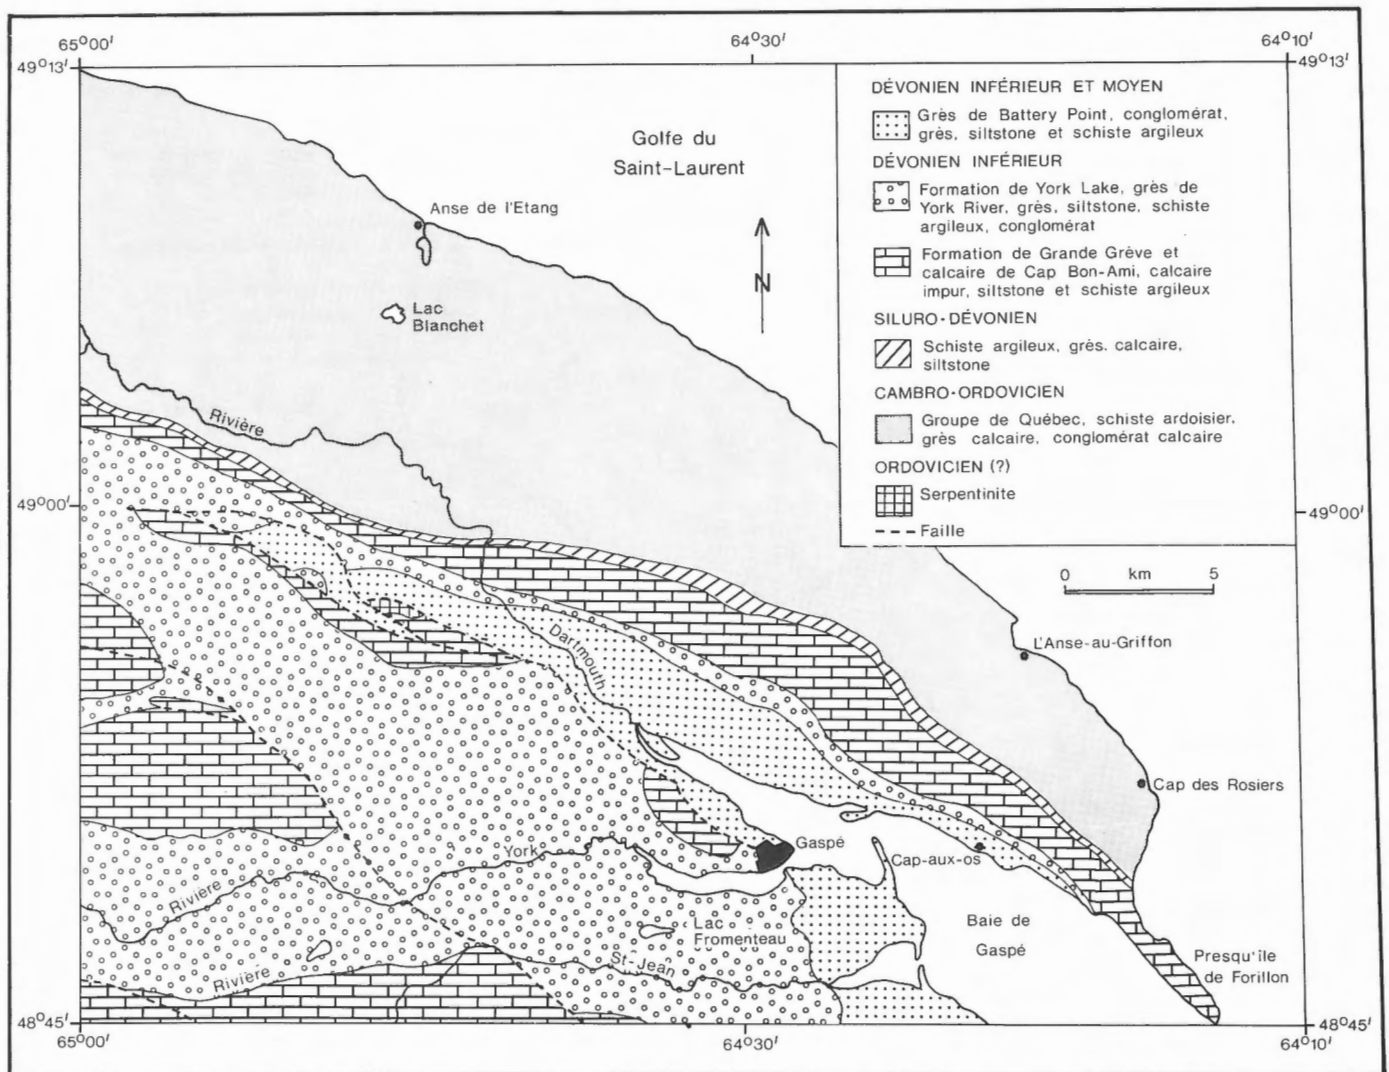 65°00'
64°30'
64°10'
49°13'
49°13'
DÉVONIEN INFÉRIEUR ET MOYEN
Grès de Battery Point, conglomérat,
grès, siltstone et schiste argileux
DÉVONIEN INFÉRIEUR
Formation de York Lake, grès de
York River, grès, siltstone, schiste
argileux, conglomérat
Formation de Grande Grève et
calcaire de Cap Bon-Ami, calcaire
impur, siltstone et schiste argileux
SILURO-DÉVONIEN
Schiste argileux, grès. calcaire,
siltstone
CAMBRO-ORDOVICIEN
Groupe de Québec, schiste ardoisier,
grès calcaire, conglomérat calcaire
ORDOVICIEN (?)
Serpentinite
Faille
Golfe du
Saint-Laurent
Anse de l'Etang
N
Lac
Blanchet
Rivière
49°00'
49°00'
0 km 5
Dartmouth
L'Anse-au-Griffon
Cap des Rosiers
Gaspé
York
Cap-aux-os
Rivière
Lac
Fromenteau
Baie de
Gaspé
St-Jean
Rivière
Presqu'ile
de Forillon
48°45'
48°45'
65°00'
64°30'
64°10'